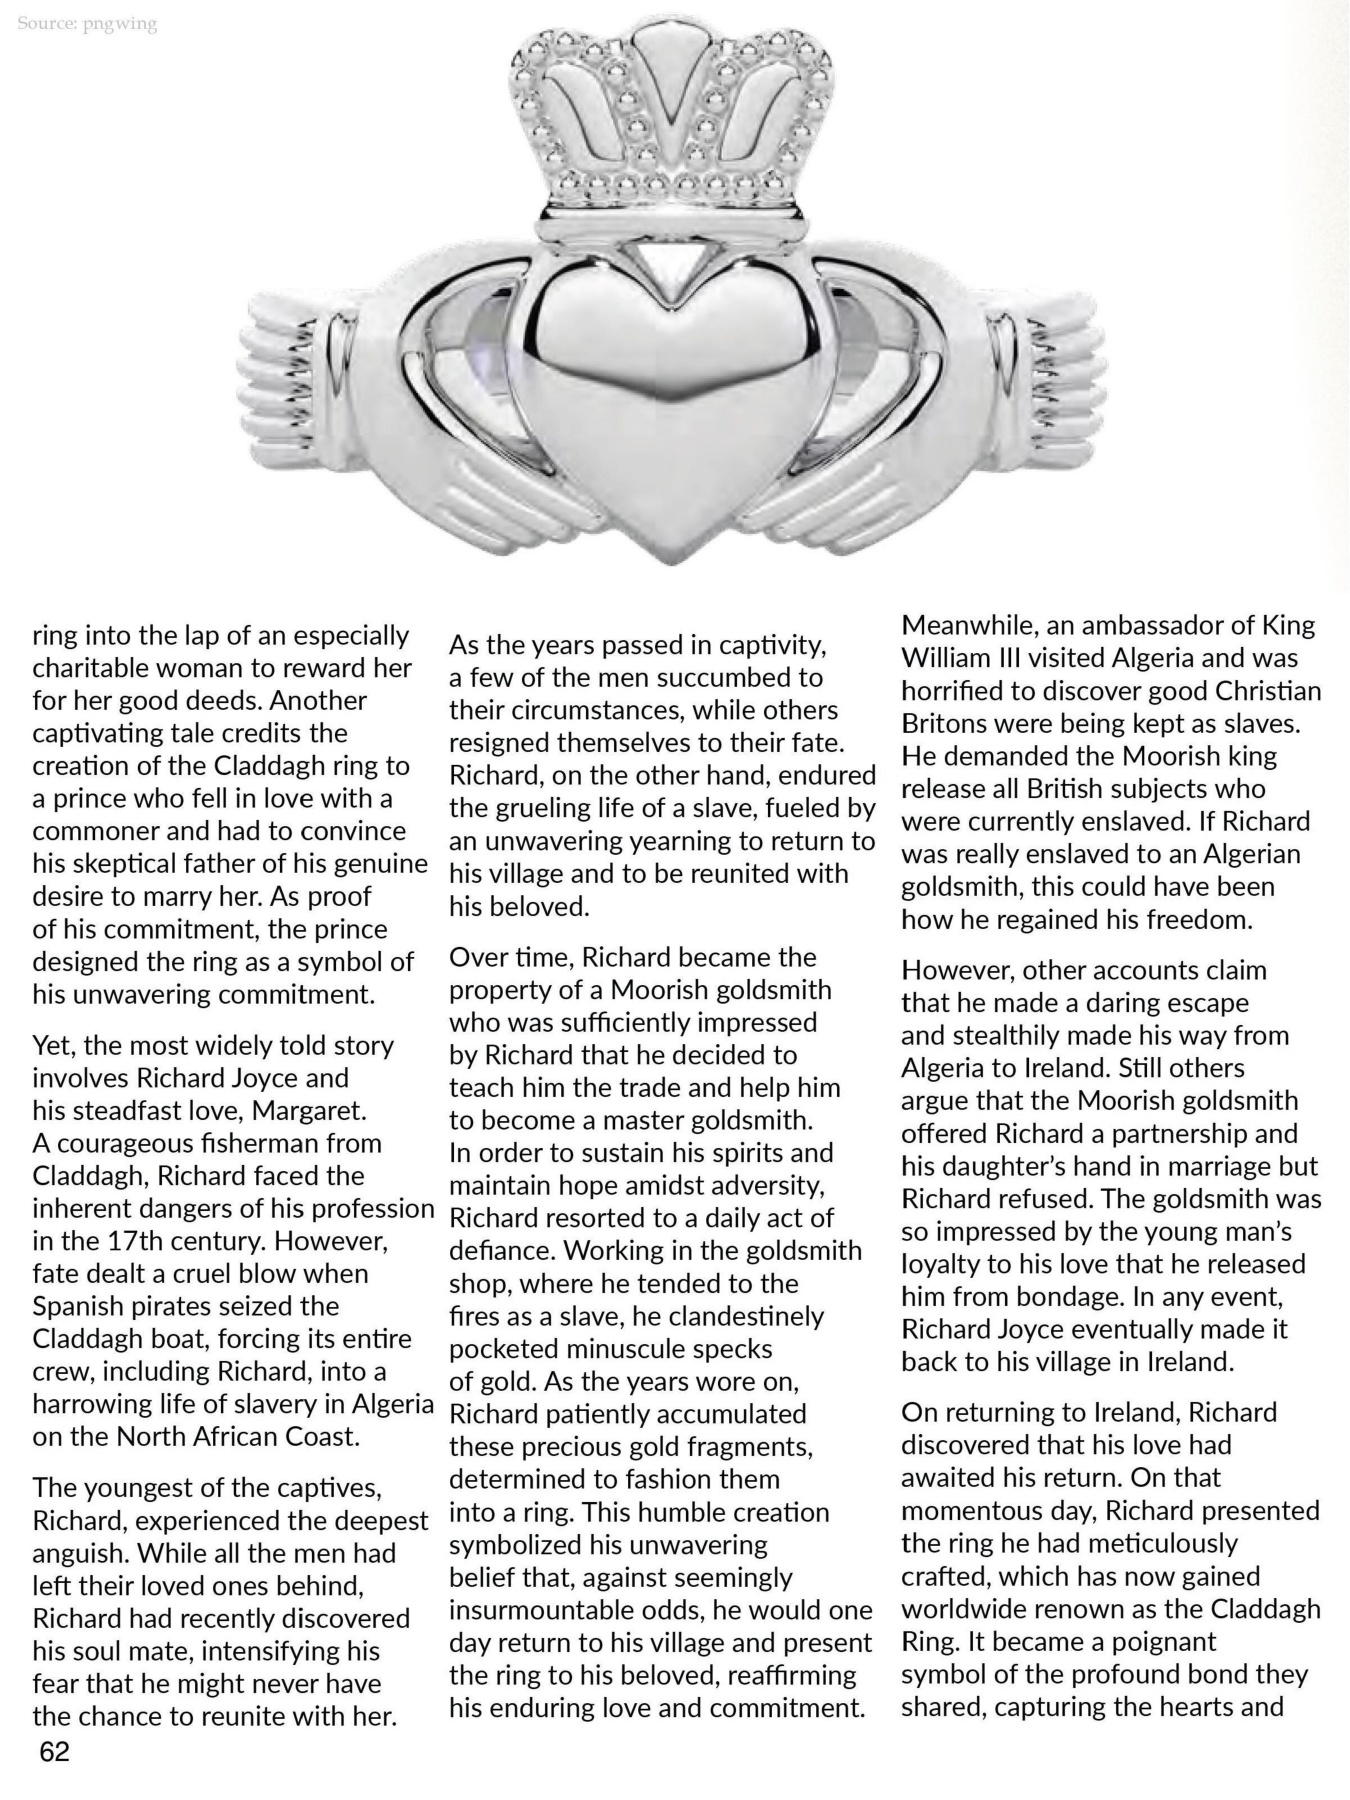 Source: pngwing
ring into the lap of an especially
charitable woman to reward her
for her good deeds. Another
captivating tale credits the
creation of the Claddagh ring to
a prince who fell in love with a
commoner and had to convince
his skeptical father of his genuine
desire to marry her. As proof
of his commitment, the prince
designed the ring as a symbol of
his unwavering commitment.
Yet, the most widely told story
involves Richard Joyce and
his steadfast love, Margaret.
A courageous fisherman from
Claddagh, Richard faced the
inherent dangers of his profession
in the 17th century. However,
fate dealt a cruel blow when
Spanish pirates seized the
Claddagh boat, forcing its entire
crew, including Richard, into a
harrowing life of slavery in Algeria
on the North African Coast.
The youngest of the captives,
Richard, experienced the deepest
anguish. While all the men had
left their loved ones behind,
Richard had recently discovered
his soul mate, intensifying his
fear that he might never have
the chance to reunite with her.
As the years passed in captivity,
a few of the men succumbed to
their circumstances, while others
resigned themselves to their fate.
Richard, on the other hand, endured
the grueling life of a slave, fueled by
an unwavering yearning to return to
his village and to be reunited with
his beloved.
Over time, Richard became the
property of a Moorish goldsmith
who was sufficiently impressed
by Richard that he decided to
teach him the trade and help him
to become a master goldsmith.
In order to sustain his spirits and
maintain hope amidst adversity,
Richard resorted to a daily act of
defiance. Working in the goldsmith
shop, where he tended to the
fires as a slave, he clandestinely
pocketed minuscule specks
of gold. As the years wore on,
Richard patiently accumulated
these precious gold fragments,
determined to fashion them
into a ring. This humble creation
symbolized his unwavering
belief that, against seemingly
insurmountable odds, he would one
day return to his village and present
the ring to his beloved, reaffirming
his enduring love and commitment.
Meanwhile, an ambassador of King
William III visited Algeria and was
horrified to discover good Christian
Britons were being kept as slaves.
He demanded the Moorish king
release all British subjects who
were currently enslaved. If Richard
was really enslaved to an Algerian
goldsmith, this could have been
how he regained his freedom.
However, other accounts claim
that he made a daring escape
and stealthily made his way from
Algeria to Ireland. Still others
argue that the Moorish goldsmith
offered Richard a partnership and
his daughter’s hand in marriage but
Richard refused. The goldsmith was
so impressed by the young man’s
loyalty to his love that he released
him from bondage. In any event,
Richard Joyce eventually made it
back to his village in Ireland.
On returning to Ireland, Richard
discovered that his love had
awaited his return. On that
momentous day, Richard presented
the ring he had meticulously
crafted, which has now gained
worldwide renown as the Claddagh
Ring. It became a poignant
symbol of the profound bond they
shared, capturing the hearts and
62